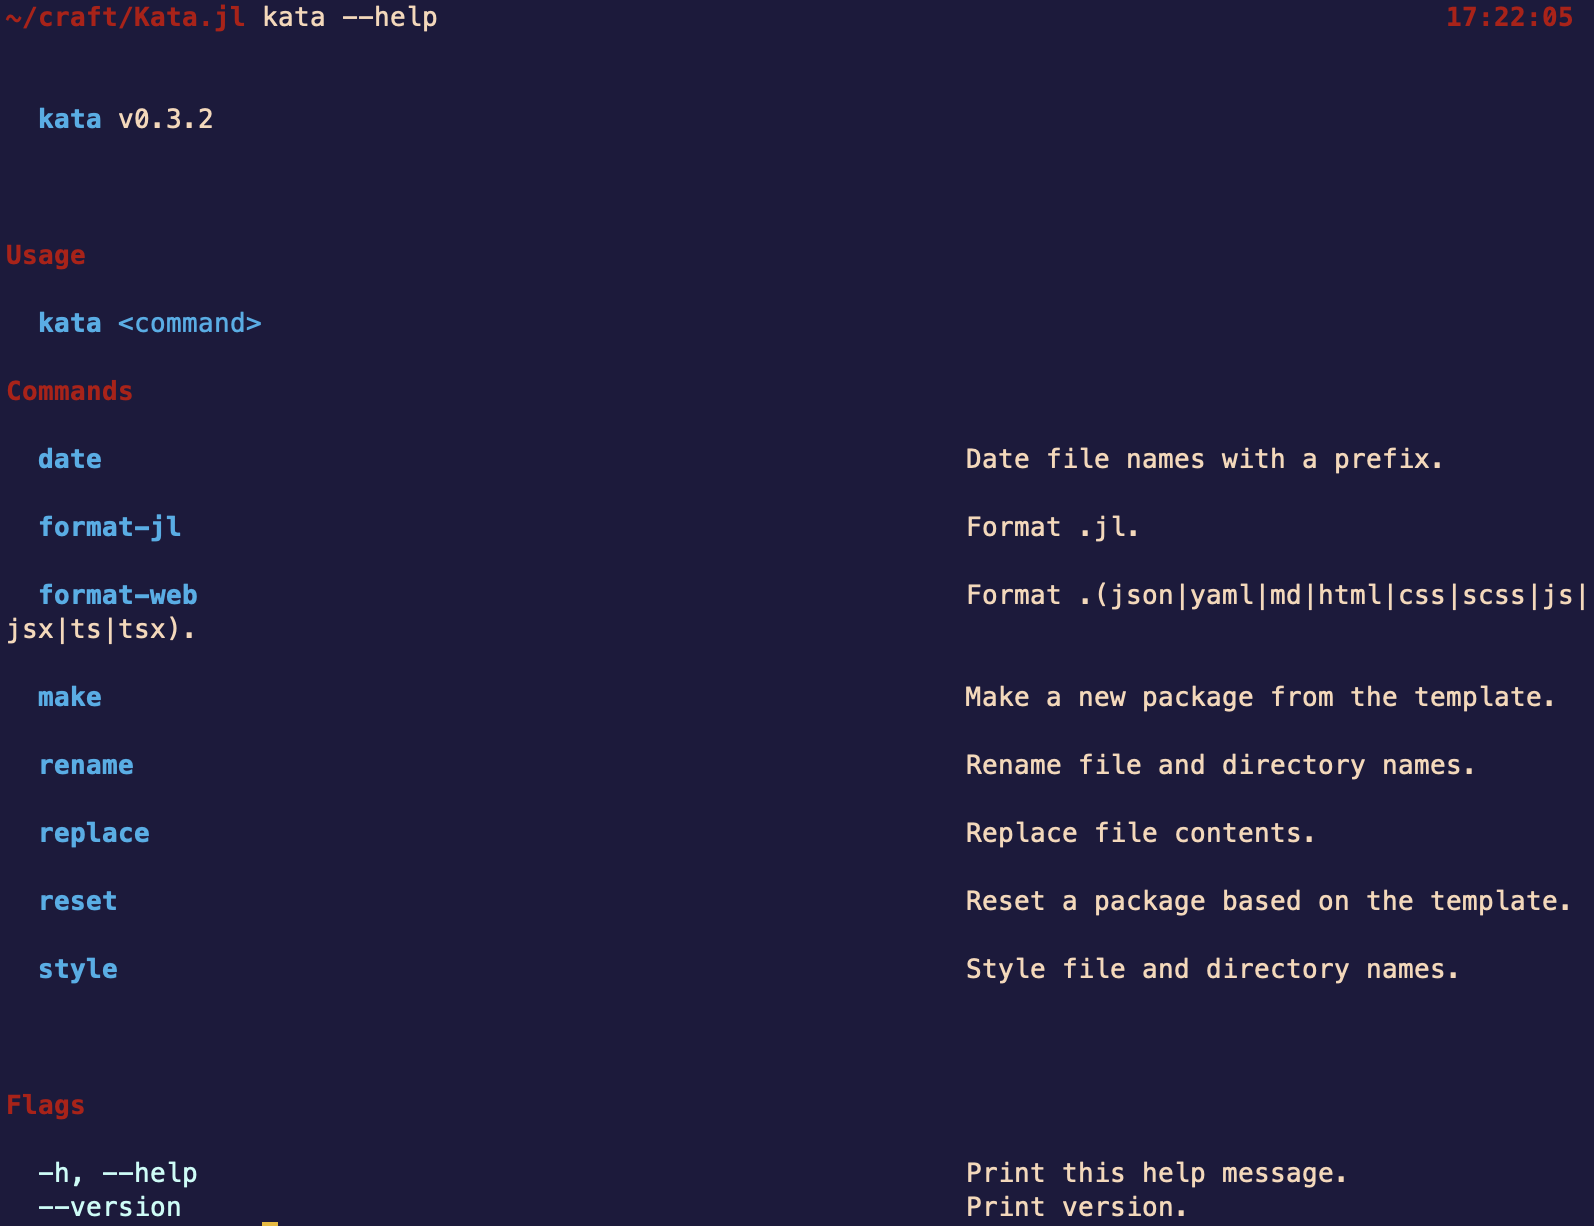 ~/craft/Kata.jl kata --help 17:22:05
kata v0.3.2
Usage
kata <command>
Commands
date Date file names with a prefix.
format-jl Format .jl.
format-web Format .(json|yaml|md|html|css|scss|js|
jsx|ts|tsx).
make Make a new package from the template.
rename Rename file and directory names.
replace Replace file contents.
reset Reset a package based on the template.
style Style file and directory names.
Flags
-h, --help Print this help message.
--version Print version.